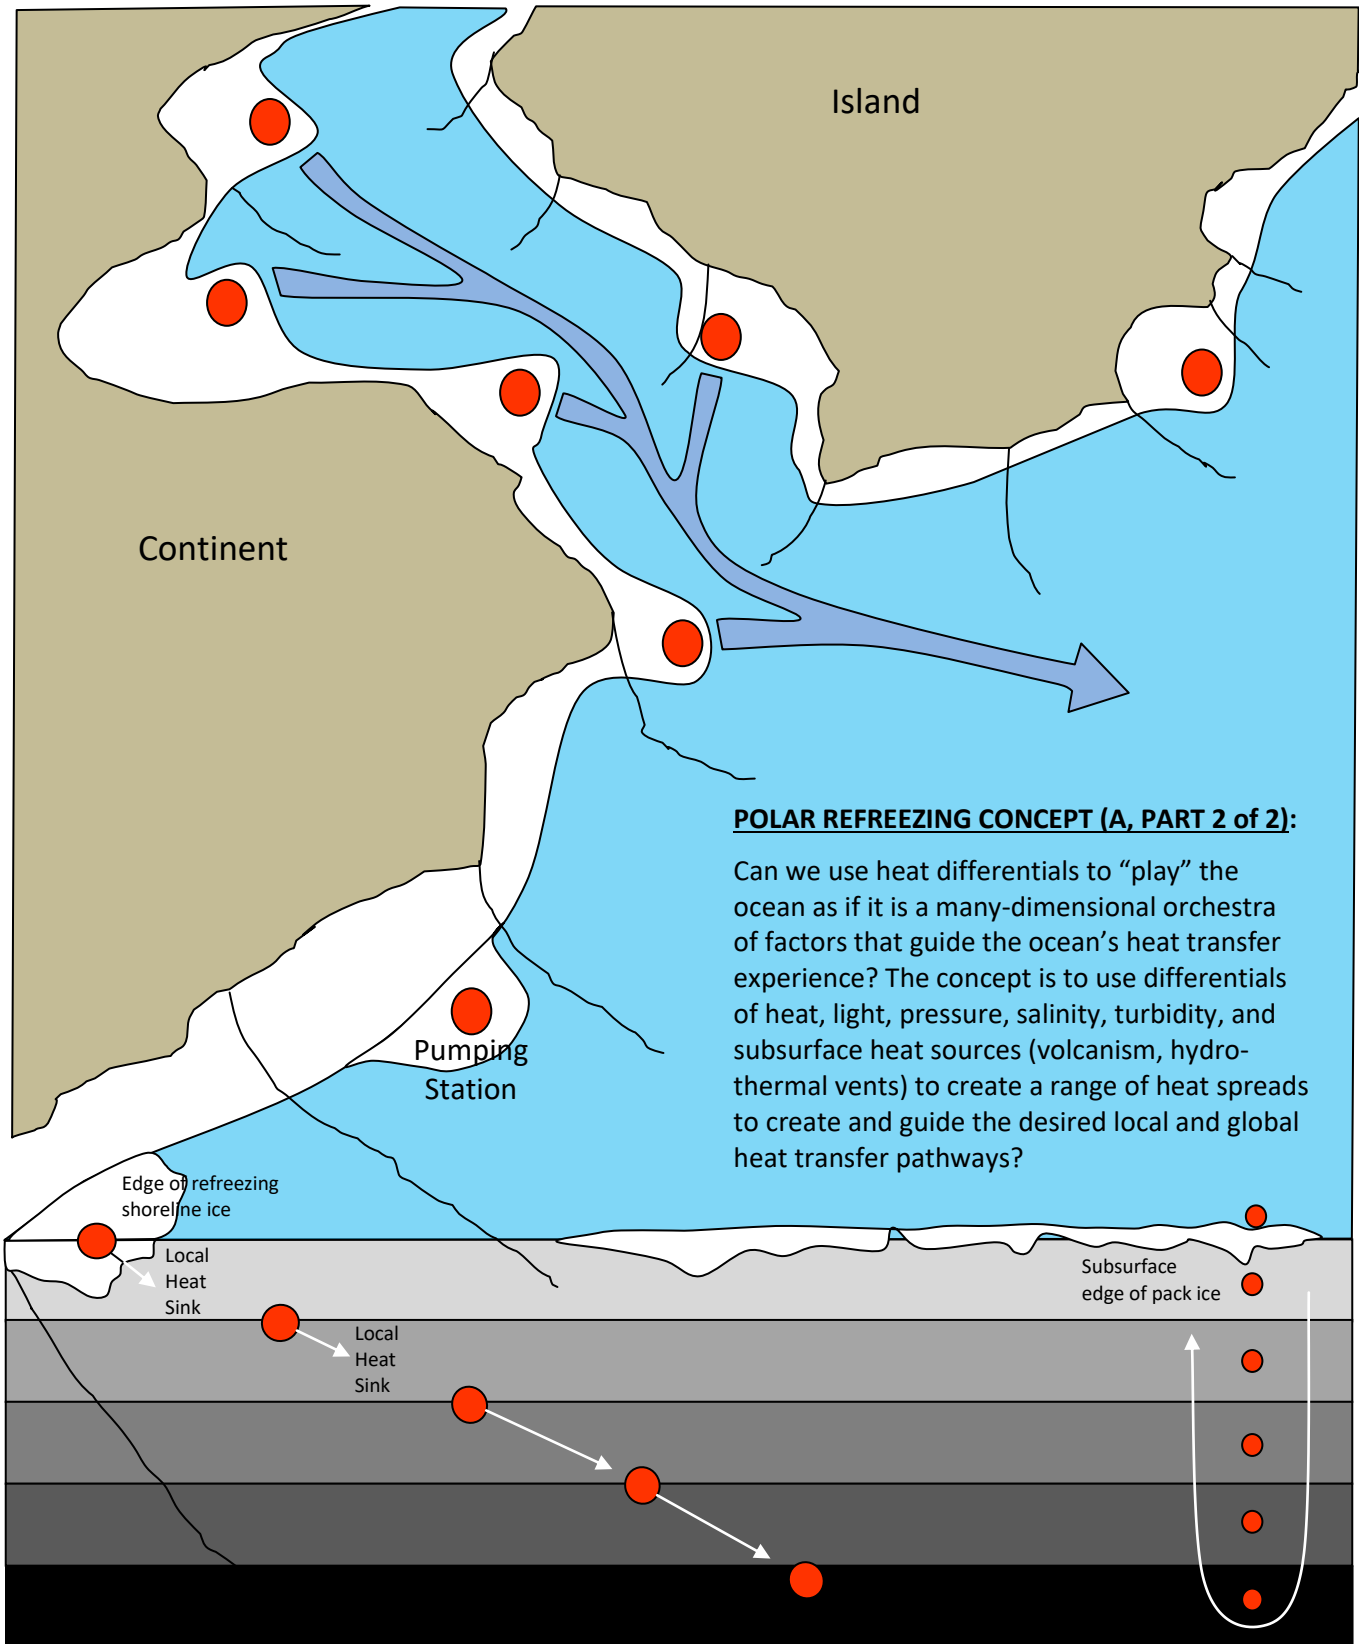 Island
Continent
POLAR REFREEZING CONCEPT (A, PART 2 of 2):
Can we use heat differentials to “play” the
ocean as if it is a many-dimensional orchestra
of factors that guide the ocean’s heat transfer
experience? The concept is to use differentials
of heat, light, pressure, salinity, turbidity, and
subsurface heat sources (volcanism, hydro-
thermal vents) to create a range of heat spreads
to create and guide the desired local and global
heat transfer pathways?
Pumping
Station
Edge of refreezing
shoreline ice
Local
Heat
Sink
Local
Heat
Sink
Subsurface
edge of pack ice